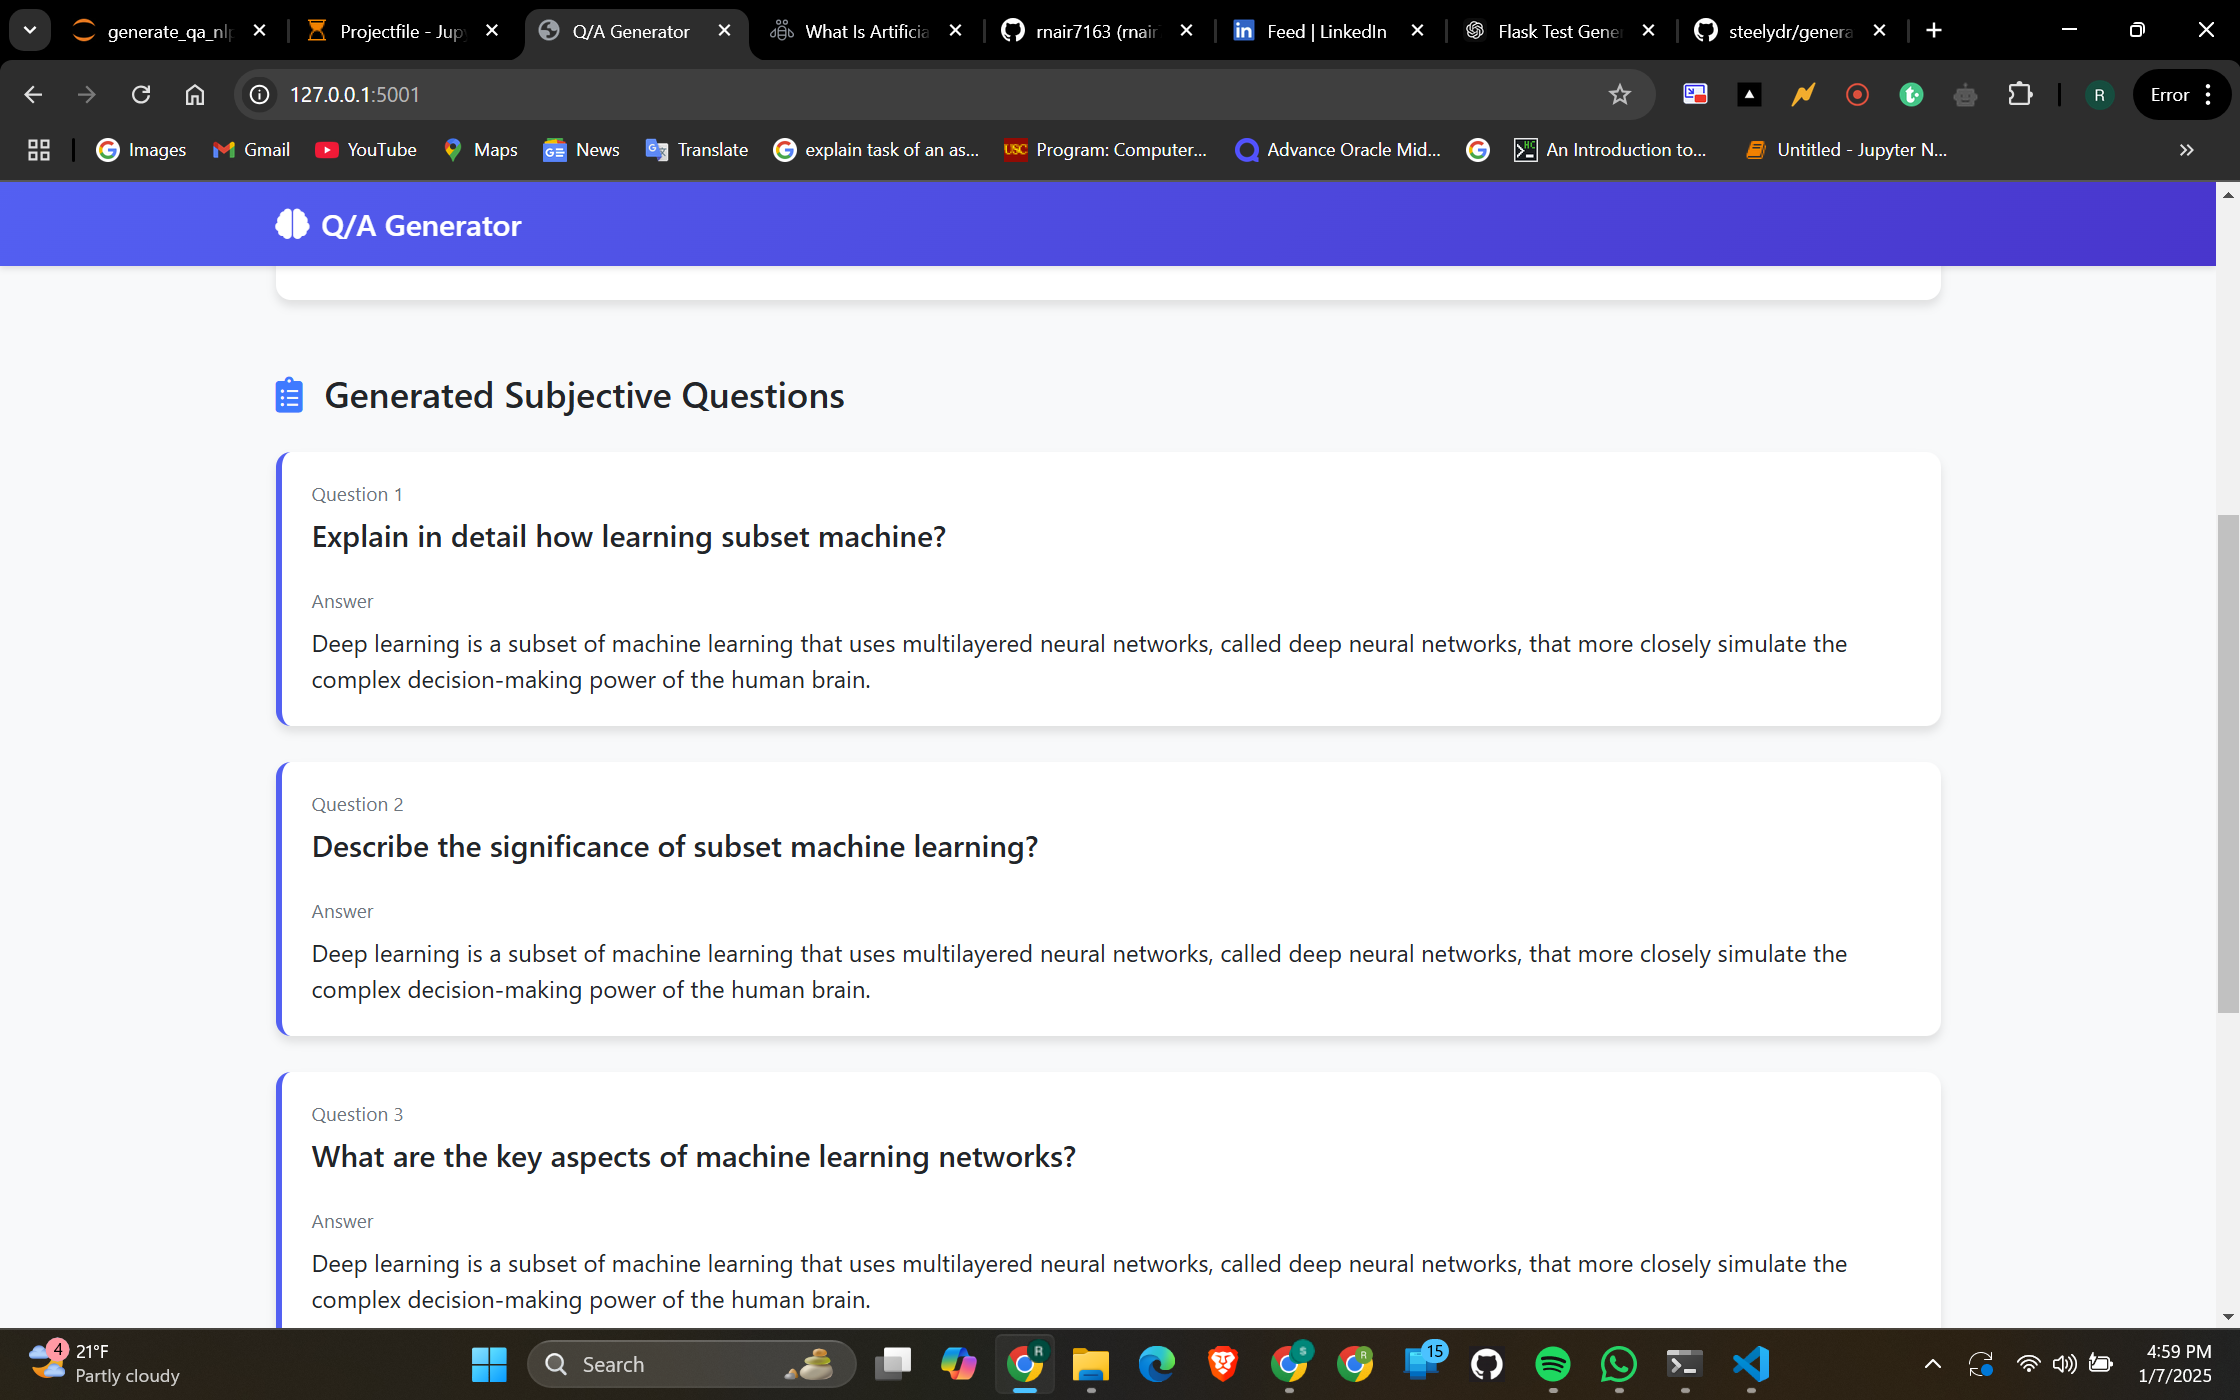 generate_qa_nlp
Projectfile - Jup
Q/A Generator
What Is Artificia
rnair7163 (rnair
Feed | LinkedIn
Flask Test Gene
steelydr/genera
127.0.0.1:5001
R
Error
Images
Gmail
YouTube
Maps
News
Translate
explain task of an as...
USC
Program: Computer...
Advance Oracle Mid...
An Introduction to...
Untitled - Jupyter N...
Q/A Generator
Generated Subjective Questions
Question 1
Explain in detail how learning subset machine?
Answer
Deep learning is a subset of machine learning that uses multilayered neural networks, called deep neural networks, that more closely simulate the
complex decision-making power of the human brain.
Question 2
Describe the significance of subset machine learning?
Answer
Deep learning is a subset of machine learning that uses multilayered neural networks, called deep neural networks, that more closely simulate the
complex decision-making power of the human brain.
Question 3
What are the key aspects of machine learning networks?
Answer
Deep learning is a subset of machine learning that uses multilayered neural networks, called deep neural networks, that more closely simulate the
complex decision-making power of the human brain.
4
21°F
Partly cloudy
Search
R
S
R
15
4:59 PM
1/7/2025